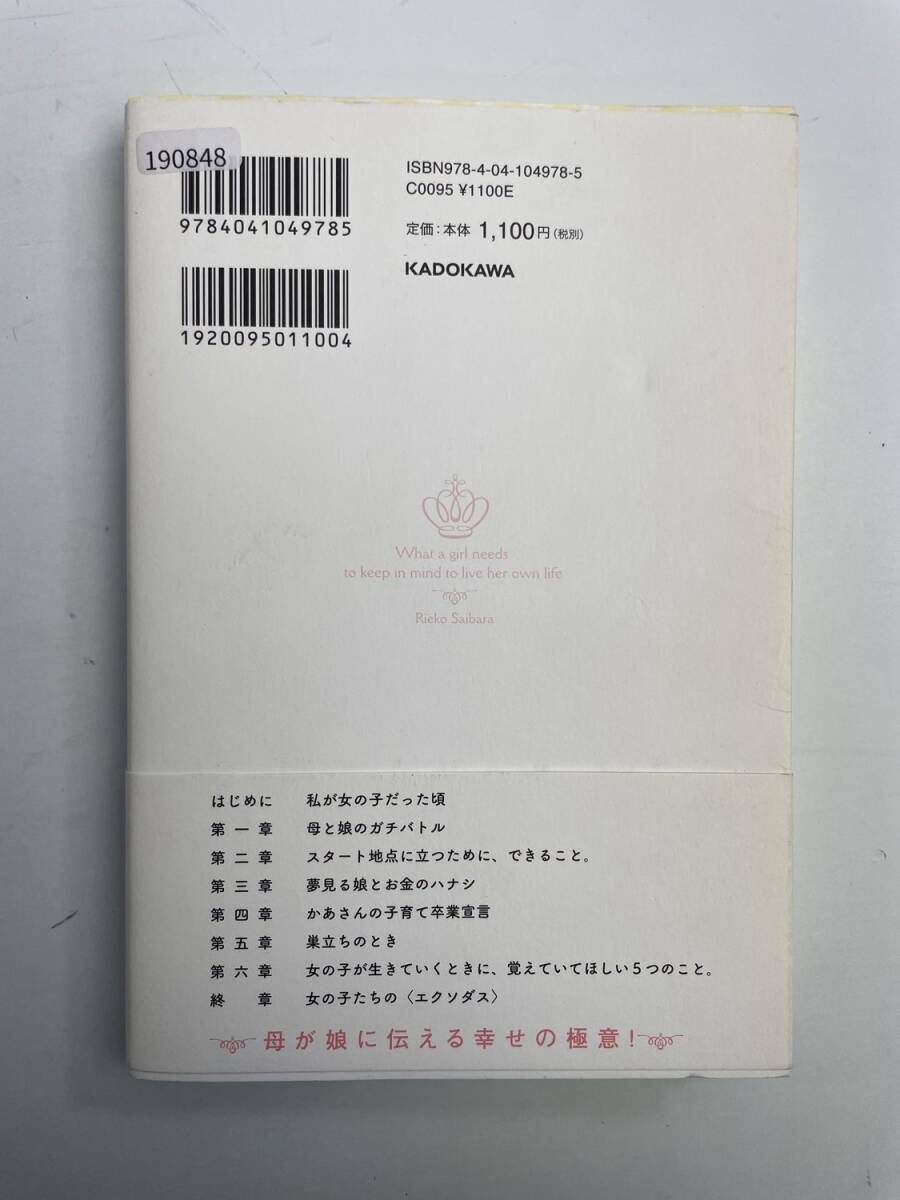 190848
9784041049785
1920095011004
ISBN978-4-04-104978-5
C0095 ¥1100E
定価:本体 1,100円(税別)
KADOKAWA
What a girl needs
to keep in mind to live her own life
Rieko Saibara
はじめに 私が女の子だった頃
第一章 母と娘のガチバトル
第二章 スタート地点に立つために、できること。
第三章 夢見る娘とお金のハナシ
第四章 かあさんの子育て卒業宣言
第五章 巣立ちのとき
第六章 女の子が生きていくときに、覚えていてほしい5つのこと。
終章 女の子たちの〈エクソダス〉
母が娘に伝える幸せの極意!